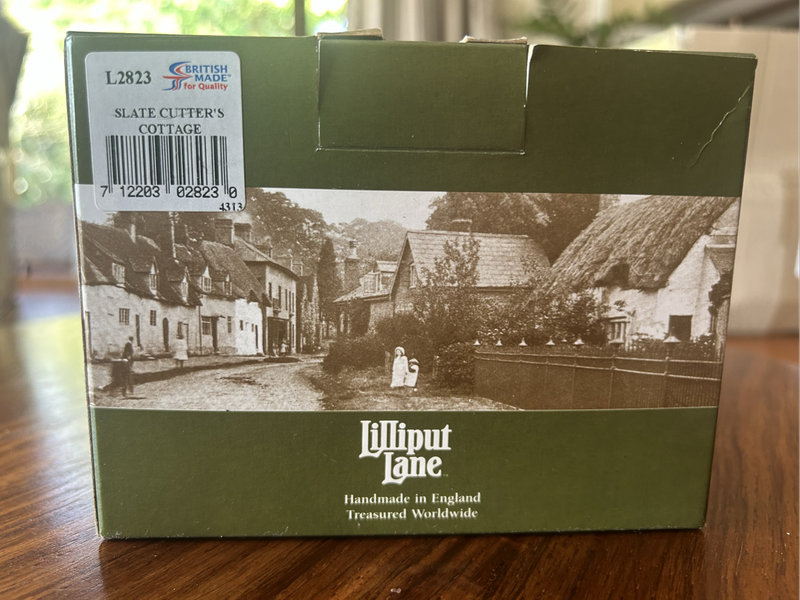 L2823
BRITISH
MADE
for Quality
SLATE CUTTER'S
COTTAGE
7 12203 02823 0
4313
Lilliput
Lane
Handmade in England
Treasured Worldwide